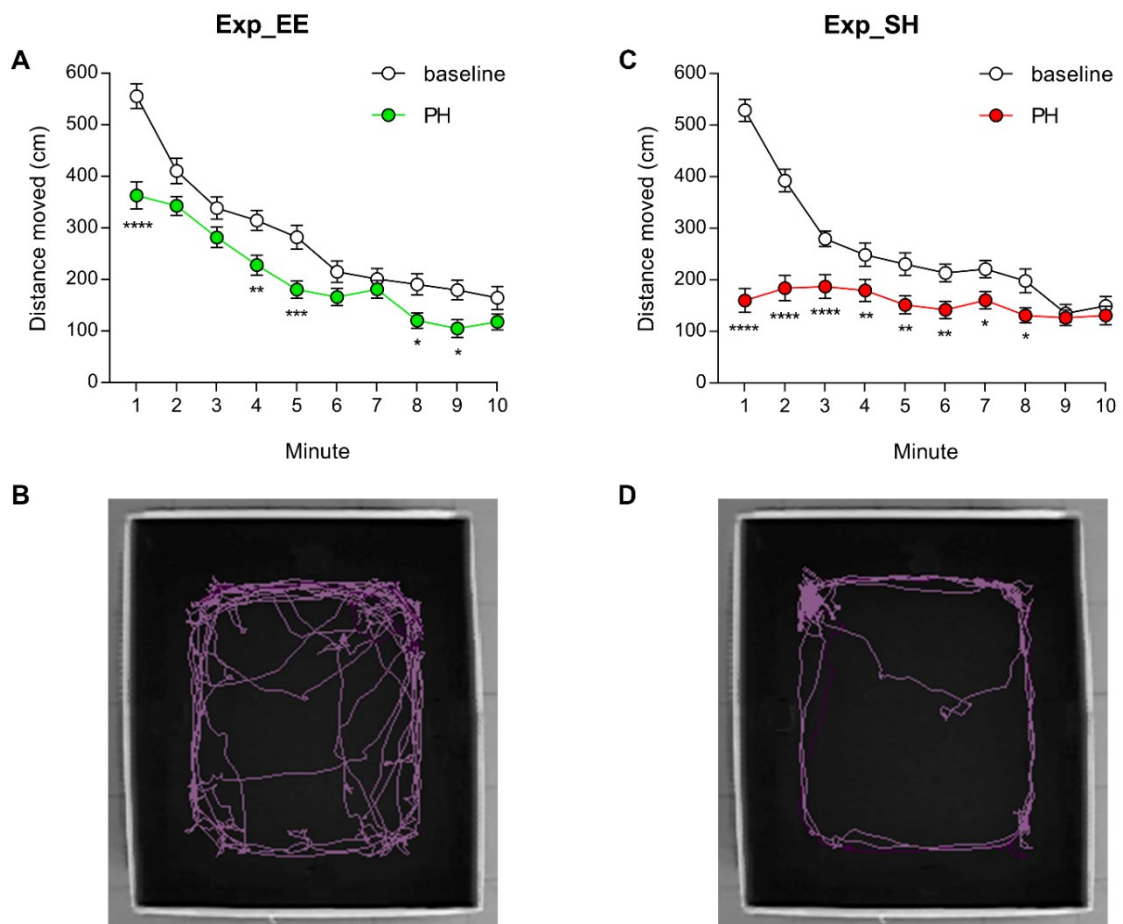 Exp_EE
A
600
500
400
300
200
100
0
Distance moved (cm)
baseline
PH
****
**
***
*
*
1 2 3 4 5 6 7 8 9 10
Minute
B
Exp_SH
C
600
500
400
300
200
100
0
Distance moved (cm)
baseline
PH
****
****
****
**
**
**
*
*
1 2 3 4 5 6 7 8 9 10
Minute
D